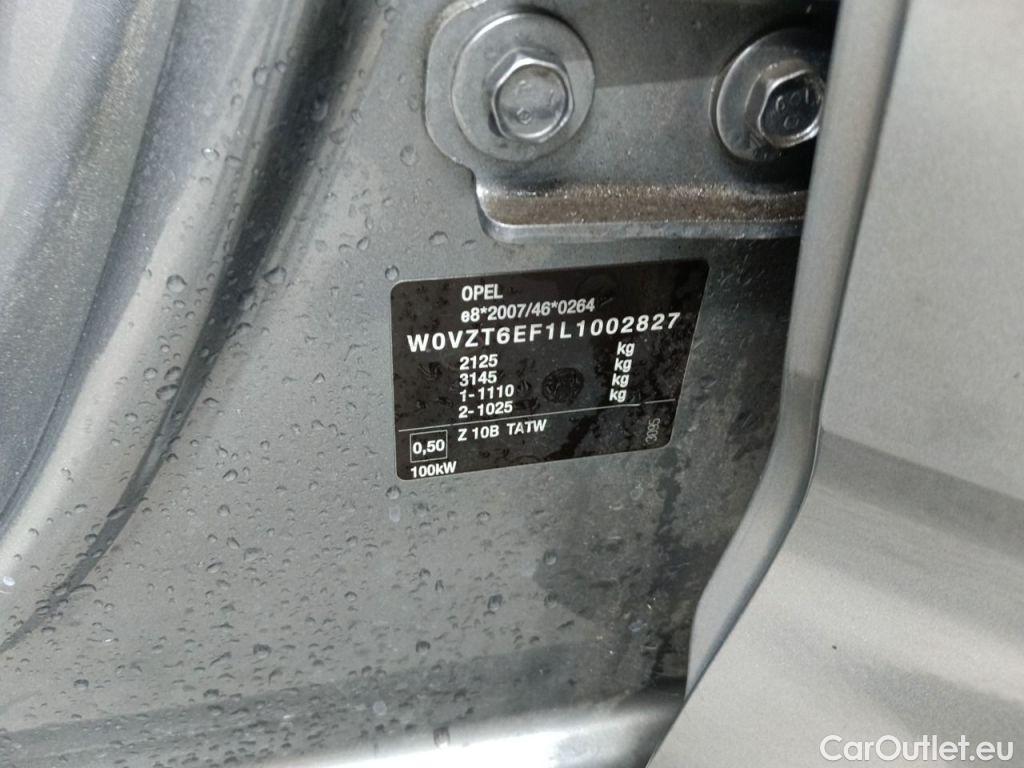 OPEL
e8*2007/46*0264
W0VZT6EF1L1002827
2125 kg
3145 kg
1-1110 kg
2-1025 kg
0,50 Z 10B TATW
100kW
3095
CarOutlet.eu